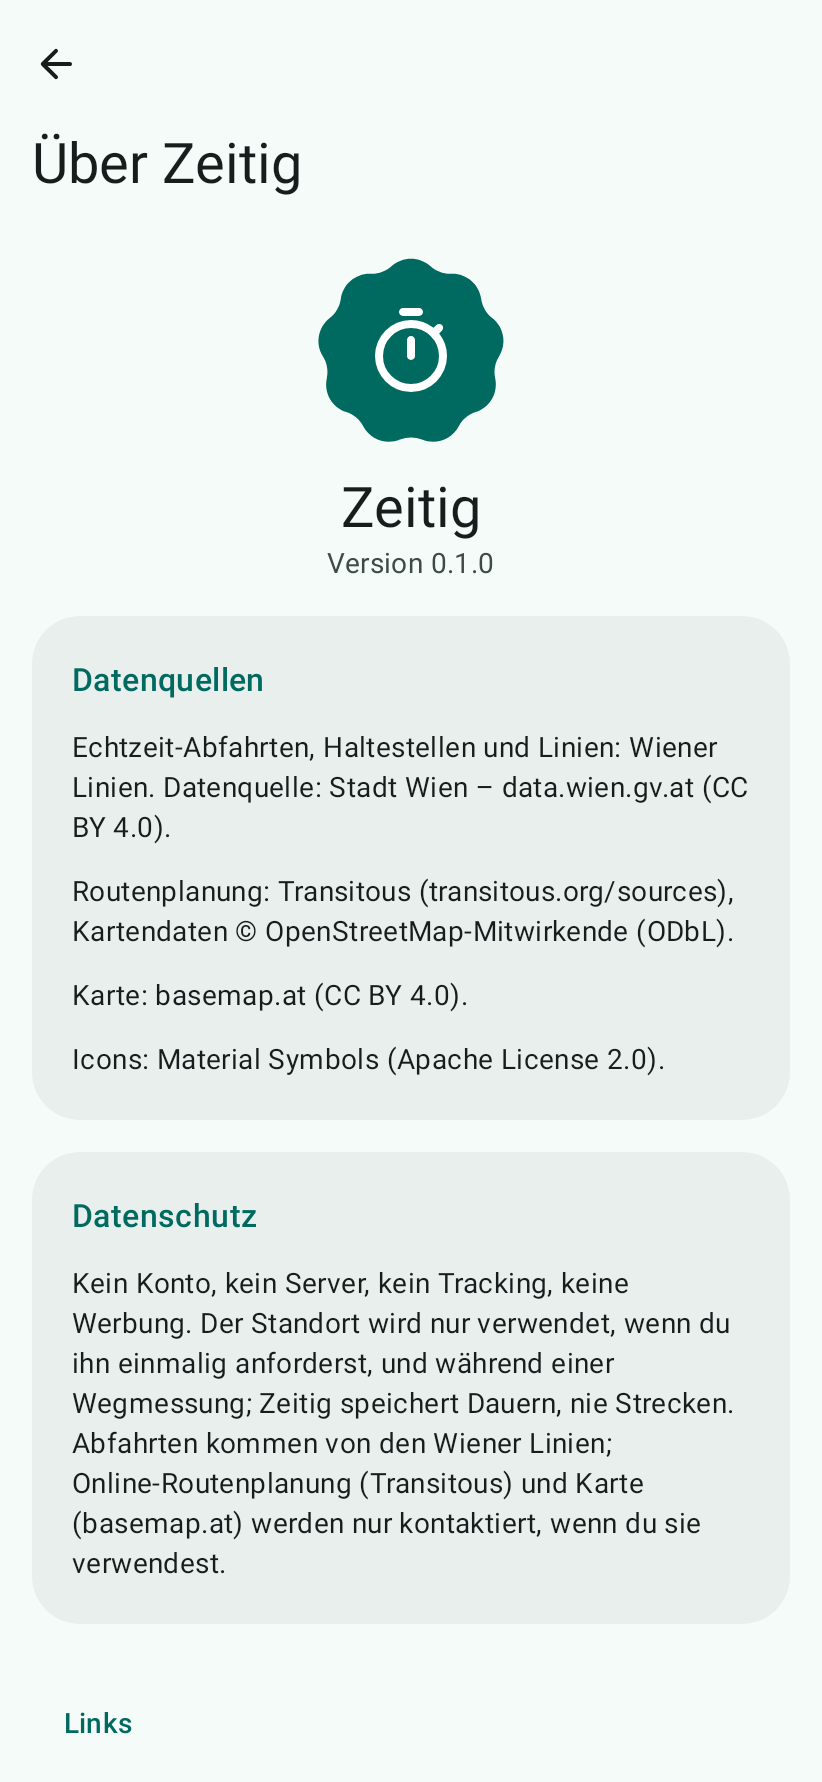 Über Zeitig
Zeitig
Version 0.1.0
Datenquellen
Echtzeit-Abfahrten, Haltestellen und Linien: Wiener
Linien. Datenquelle: Stadt Wien – data.wien.gv.at (CC
BY 4.0).
Routenplanung: Transitous (transitous.org/sources),
Kartendaten © OpenStreetMap-Mitwirkende (ODbL).
Karte: basemap.at (CC BY 4.0).
Icons: Material Symbols (Apache License 2.0).
Datenschutz
Kein Konto, kein Server, kein Tracking, keine
Werbung. Der Standort wird nur verwendet, wenn du
ihn einmalig anforderst, und während einer
Wegmessung; Zeitig speichert Dauern, nie Strecken.
Abfahrten kommen von den Wiener Linien;
Online-Routenplanung (Transitous) und Karte
(basemap.at) werden nur kontaktiert, wenn du sie
verwendest.
Links